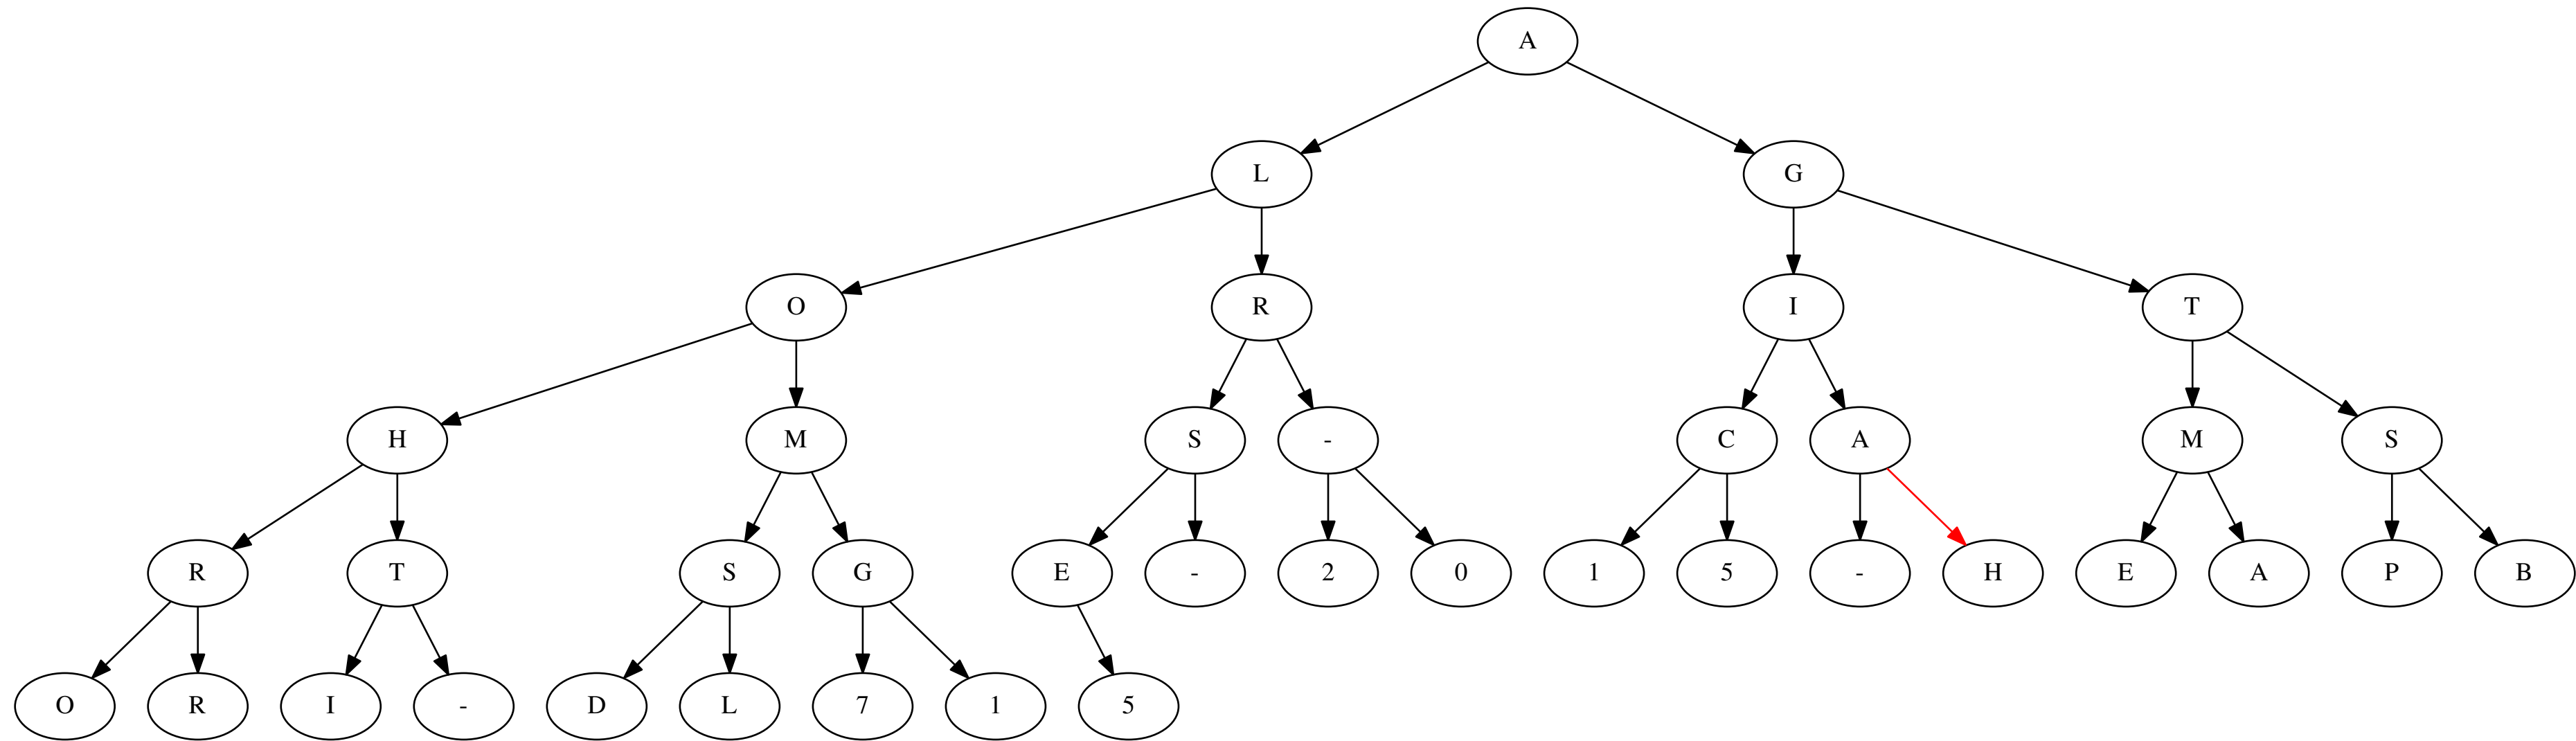 A
L G
O R I T
H M S - C A M S
R T S G E - 2 0 1 5 - H E A P B
O R I - D L 7 1 5